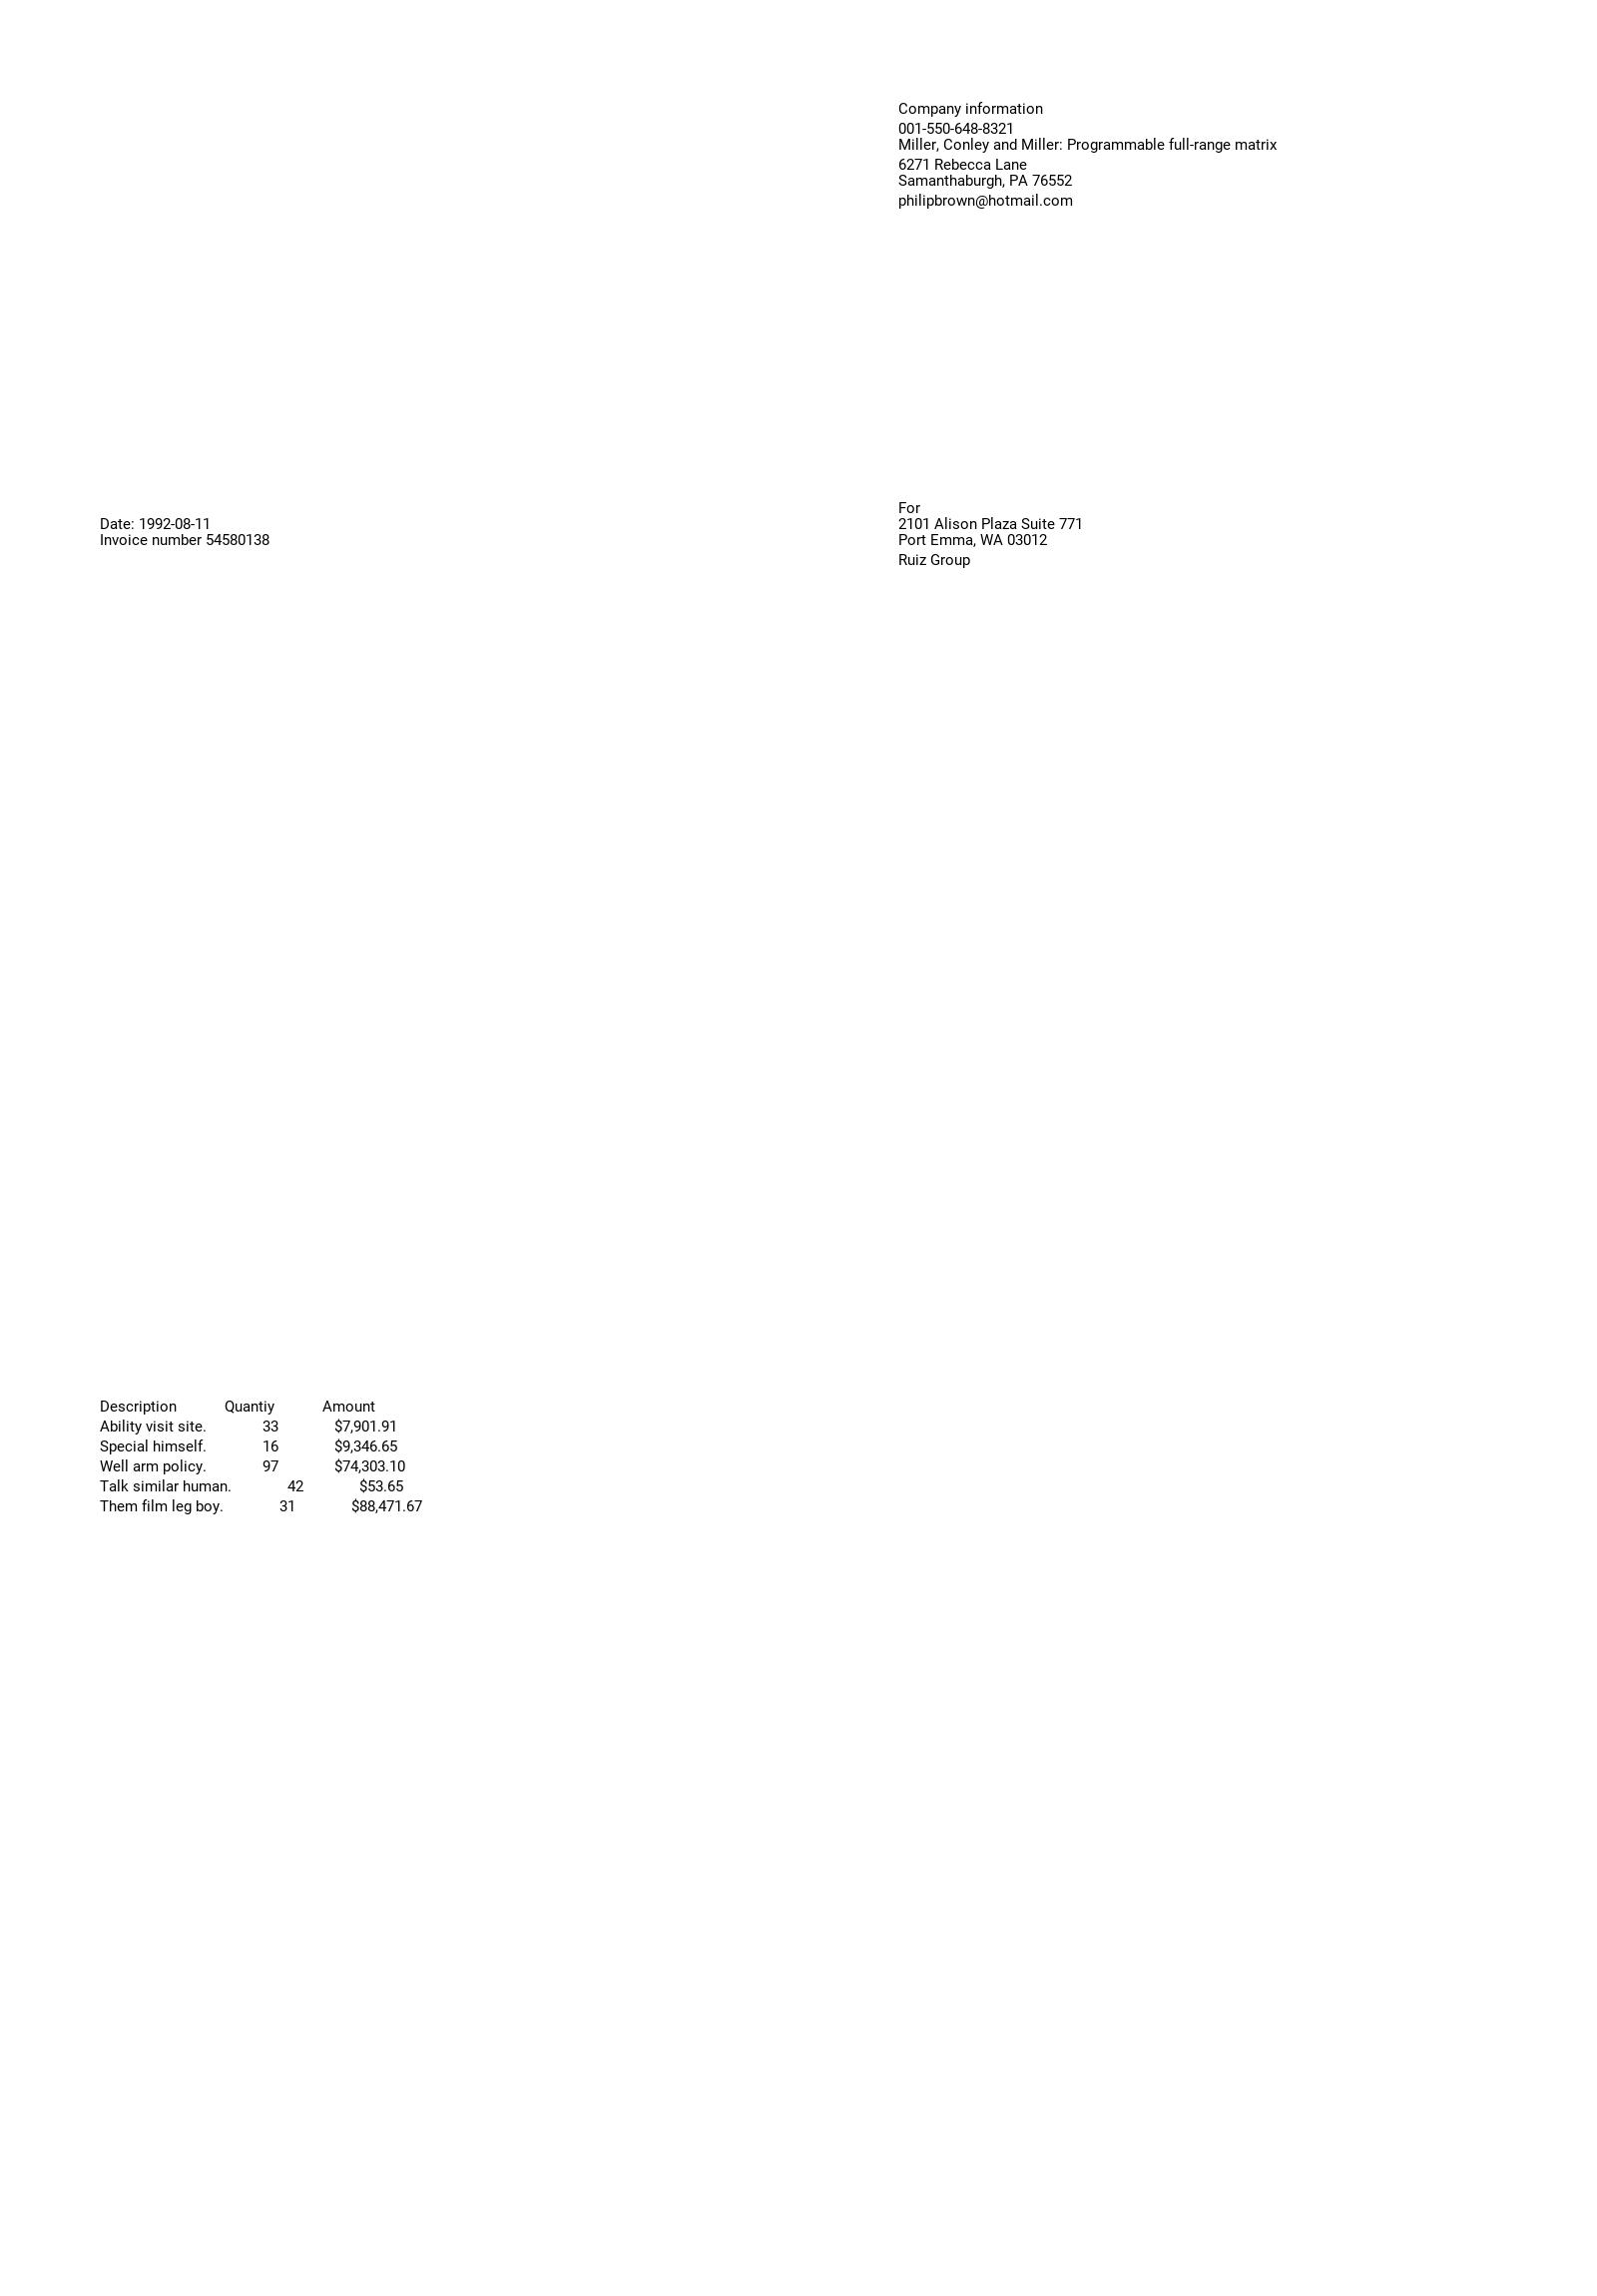 Company information
001-550-648-8321
Miller, Conley and Miller: Programmable full-range matrix
6271 Rebecca Lane
Samanthaburgh, PA 76552
philipbrown@hotmail.com
For
Date: 1992-08-11 2101 Alison Plaza Suite 771
Invoice number 54580138 Port Emma, WA 03012
Ruiz Group
Description Quantiy Amount
Ability visit site. 33 $7,901.91
Special himself. 16 $9,346.65
Well arm policy. 97 $74,303.10
Talk similar human. 42 $53.65
Them film leg boy. 31 $88,471.67